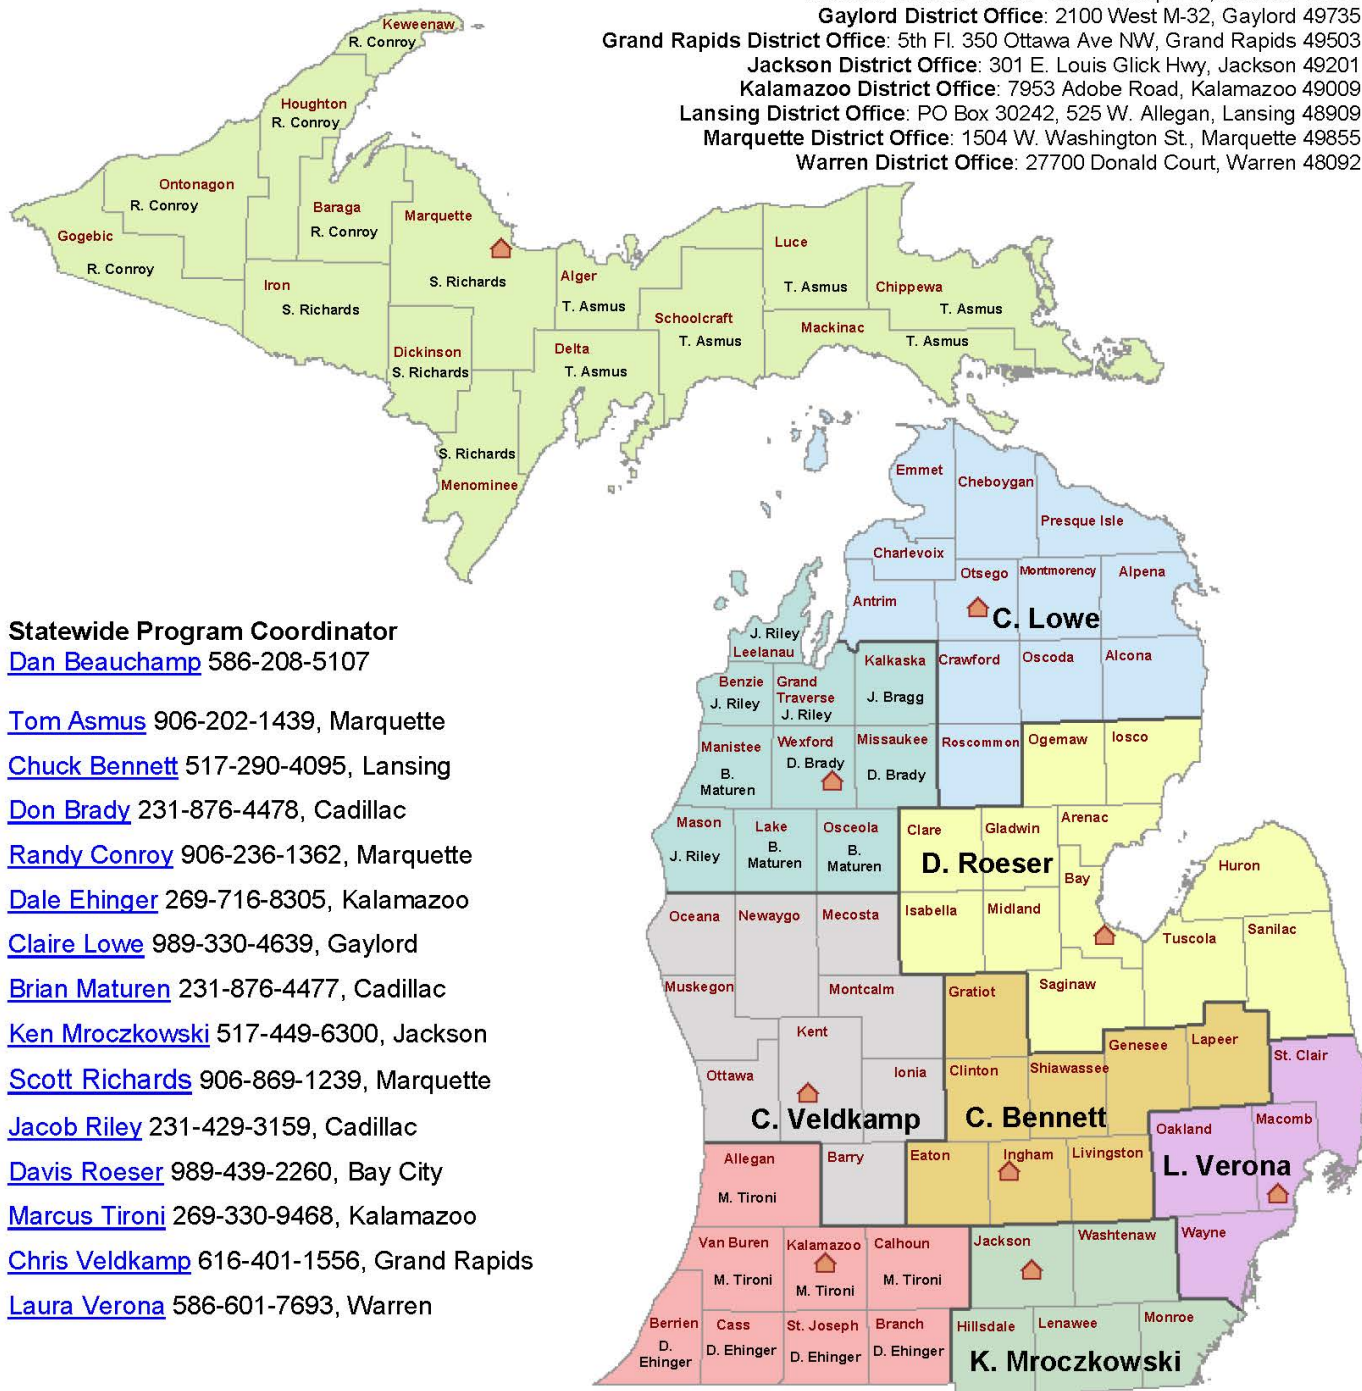 Gaylord District Office: 2100 West M-32, Gaylord 49735
Grand Rapids District Office: 5th Fl. 350 Ottawa Ave NW, Grand Rapids 49503
Jackson District Office: 301 E. Louis Glick Hwy, Jackson 49201
Kalamazoo District Office: 7953 Adobe Road, Kalamazoo 49009
Lansing District Office: PO Box 30242, 525 W. Allegan, Lansing 48909
Marquette District Office: 1504 W. Washington St., Marquette 49855
Warren District Office: 27700 Donald Court, Warren 48092
Keweenaw
R. Conroy
Houghton
R. Conroy
Ontonagon
R. Conroy
Baraga
R. Conroy
Marquette
S. Richards
Gogebic
R. Conroy
Iron
S. Richards
Dickinson
S. Richards
Menominee
S. Richards
Alger
T. Asmus
Delta
T. Asmus
Schoolcraft
T. Asmus
Luce
T. Asmus
Chippewa
T. Asmus
Mackinac
T. Asmus
Statewide Program Coordinator
Dan Beauchamp 586-208-5107
Tom Asmus 906-202-1439, Marquette
Chuck Bennett 517-290-4095, Lansing
Don Brady 231-876-4478, Cadillac
Randy Conroy 906-236-1362, Marquette
Dale Ehinger 269-716-8305, Kalamazoo
Claire Lowe 989-330-4639, Gaylord
Brian Maturen 231-876-4477, Cadillac
Ken Mroczkowski 517-449-6300, Jackson
Scott Richards 906-869-1239, Marquette
Jacob Riley 231-429-3159, Cadillac
Davis Roeser 989-439-2260, Bay City
Marcus Tironi 269-330-9468, Kalamazoo
Chris Veldkamp 616-401-1556, Grand Rapids
Laura Verona 586-601-7693, Warren
Emmet
Cheboygan
Presque Isle
Charlevoix
Antrim
Otsego
Montmorency
Alpena
C. Lowe
Crawford
Oscoda
Alcona
Roscommon
J. Riley
Leelanau
Benzie
J. Riley
Grand
Traverse
J. Riley
Kalkaska
J. Bragg
Manistee
B.
Maturen
Wexford
D. Brady
Missaukee
D. Brady
Mason
J. Riley
Lake
B.
Maturen
Osceola
B.
Maturen
Ogemaw
Iosco
Clare
Gladwin
Arenac
D. Roeser
Bay
Isabella
Midland
Huron
Tuscola
Sanilac
Saginaw
Oceana
Newaygo
Mecosta
Muskegon
Montcalm
Kent
Ottawa
Ionia
C. Veldkamp
Barry
Gratiot
Clinton
Shiawassee
Genesee
Lapeer
C. Bennett
Eaton
Ingham
Livingston
St. Clair
Oakland
Macomb
L. Verona
Wayne
Allegan
M. Tironi
Van Buren
M. Tironi
Kalamazoo
M. Tironi
Calhoun
M. Tironi
Berrien
D.
Ehinger
Cass
D. Ehinger
St. Joseph
D. Ehinger
Branch
D. Ehinger
Jackson
Washtenaw
Hillsdale
Lenawee
Monroe
K. Mroczkowski